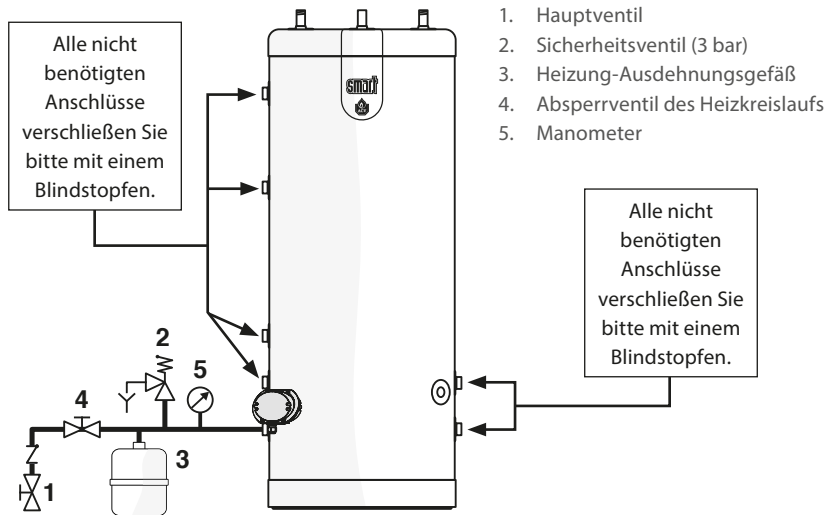 Alle nicht
benötigten
Anschlüsse
verschließen Sie
bitte mit einem
Blindstopfen.
smart
1. Hauptventil
2. Sicherheitsventil (3 bar)
3. Heizung-Ausdehnungsgefäß
4. Absperrventil des Heizkreislaufs
5. Manometer
Alle nicht
benötigten
Anschlüsse
verschließen Sie
bitte mit einem
Blindstopfen.
2
5
4
3
1